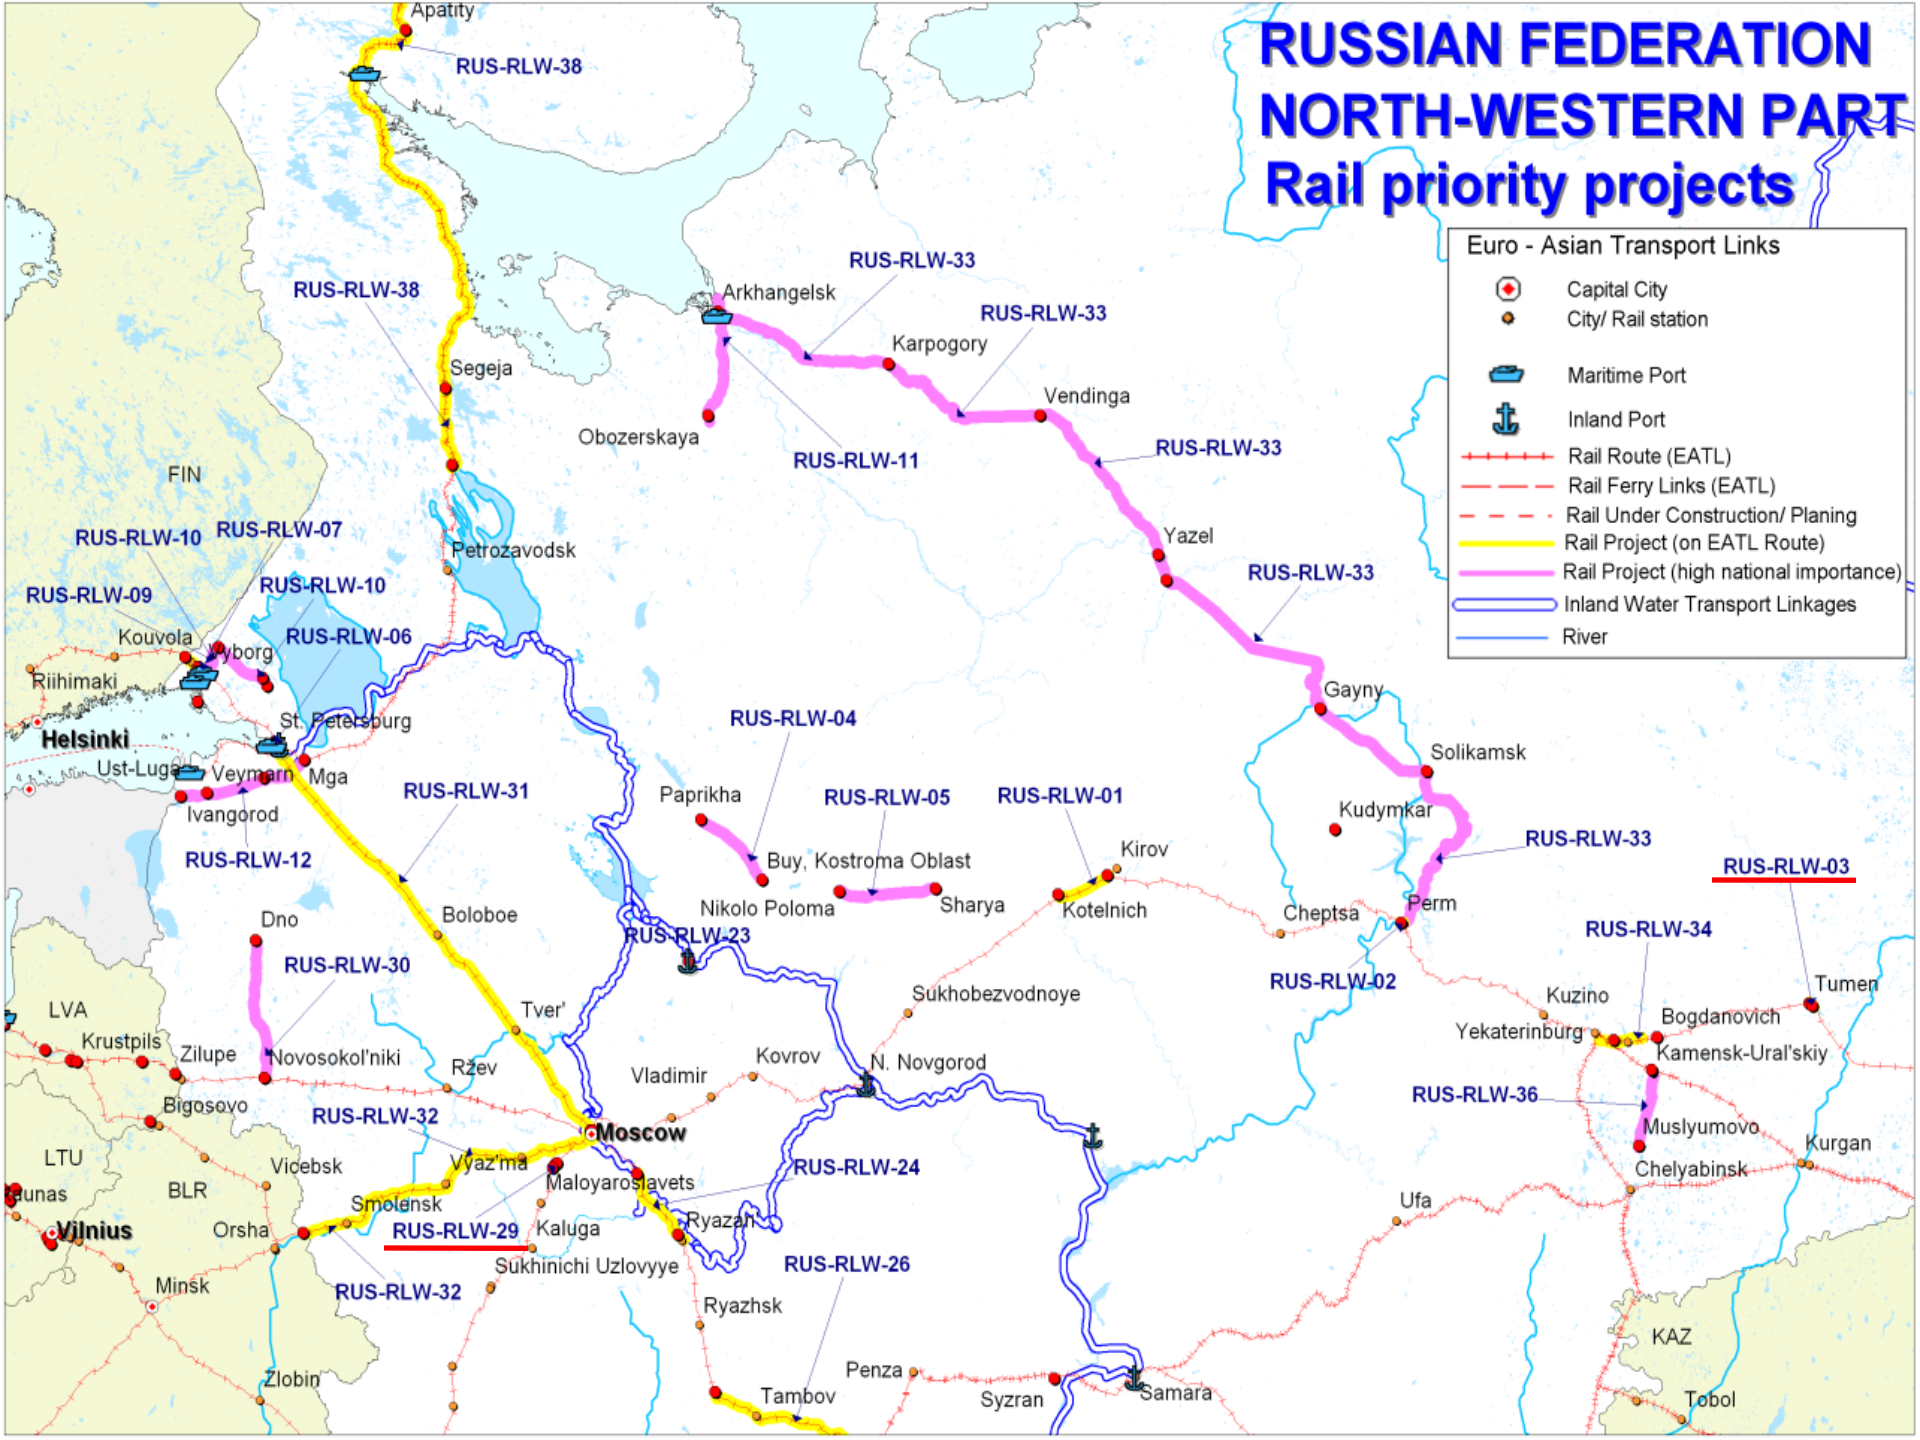 RUSSIAN FEDERATION
NORTH-WESTERN PART
Rail priority projects
Euro - Asian Transport Links
Capital City
City/ Rail station
Maritime Port
Inland Port
Rail Route (EATL)
Rail Ferry Links (EATL)
Rail Under Construction/ Planing
Rail Project (on EATL Route)
Rail Project (high national importance)
Inland Water Transport Linkages
River
Apatity
RUS-RLW-38
RUS-RLW-33
RUS-RLW-38
Arkhangelsk
RUS-RLW-33
Karpogory
Segeja
Vendinga
Obozerskaya
RUS-RLW-11
RUS-RLW-33
FIN
RUS-RLW-10
RUS-RLW-07
Petrozavodsk
Yazel
RUS-RLW-33
RUS-RLW-09
RUS-RLW-10
Kouvola
RUS-RLW-06
Vyborg
Riihimaki
Gayny
St. Petersburg
RUS-RLW-04
Helsinki
Solikamsk
Ust-Luga
Veymarn
Mga
RUS-RLW-31
Paprikha
RUS-RLW-05
RUS-RLW-01
Ivangorod
Kudymkar
RUS-RLW-33
RUS-RLW-12
Buy, Kostroma Oblast
Kirov
RUS-RLW-03
Dno
Boloboe
Nikolo Poloma
Sharya
Kotelnich
Cheptsa
Perm
RUS-RLW-23
RUS-RLW-34
RUS-RLW-30
RUS-RLW-02
Tumen
LVA
Tver'
Sukhobezvodnoye
Kuzino
Krustpils
Zilupe
Novosokol'niki
Ržev
Vladimir
Kovrov
N. Novgorod
Yekaterinburg
Bogdanovich
Kamensk-Ural'skiy
Bigosovo
RUS-RLW-32
Moscow
RUS-RLW-36
Muslyumovo
LTU
Vicebsk
Vyaz'ma
RUS-RLW-24
Kurgan
BLR
Maloyaroslavets
Chelyabinsk
Kaunas
Smolensk
Ufa
Vilnius
Orsha
RUS-RLW-29
Kaluga
Ryazan'
Sukhinichi Uzlovyye
RUS-RLW-26
Minsk
RUS-RLW-32
Ryazhsk
KAZ
Zlobin
Tambov
Penza
Syzran
Samara
Tobol